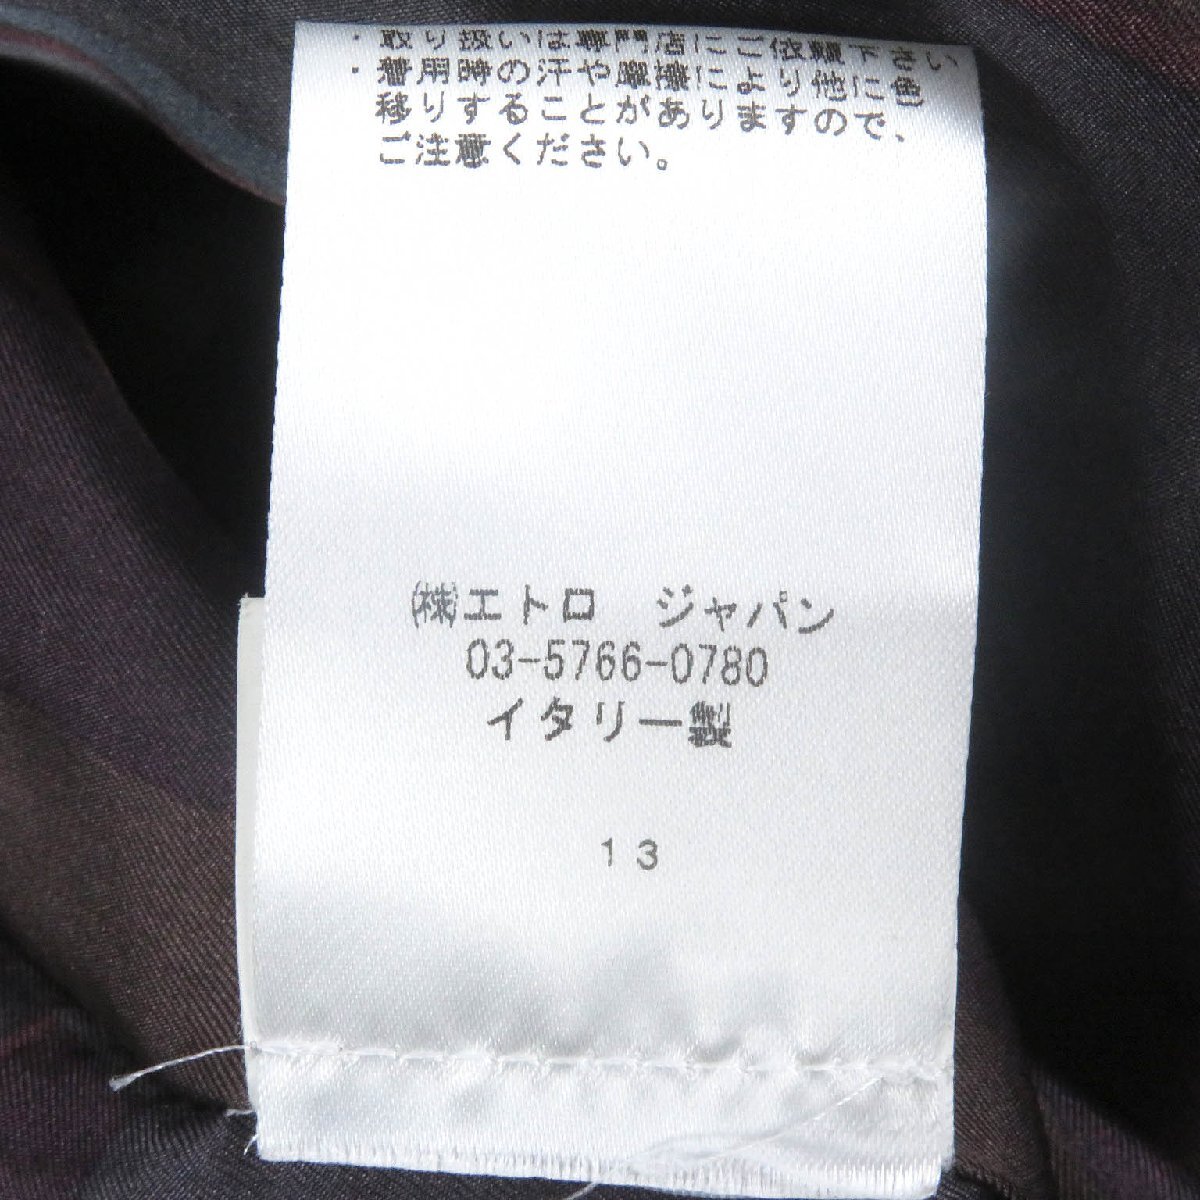 ・取り扱いは専門店にご依頼下さい
・着用時の汗や摩擦により他に色
移りすることがありますので、
ご注意ください。
㈱エトロ　ジャパン
03-5766-0780
イタリー製
13